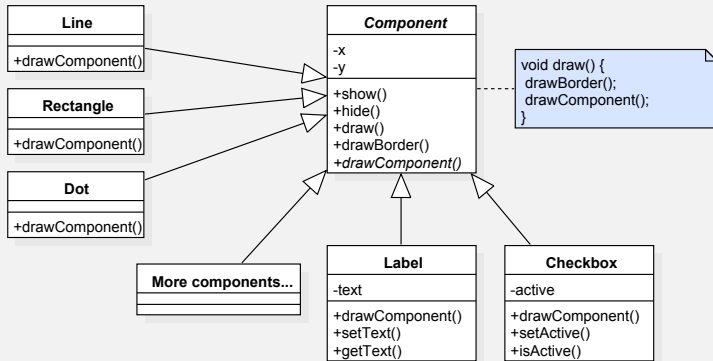 Line
+drawComponent()
Rectangle
+drawComponent()
Dot
+drawComponent()
Component
-x
-y
+show()
+hide()
+draw()
+drawBorder()
+drawComponent()
void draw() {
drawBorder();
drawComponent();
}
More components...
Label
-text
+drawComponent()
+setText()
+getText()
Checkbox
-active
+drawComponent()
+setActive()
+isActive()